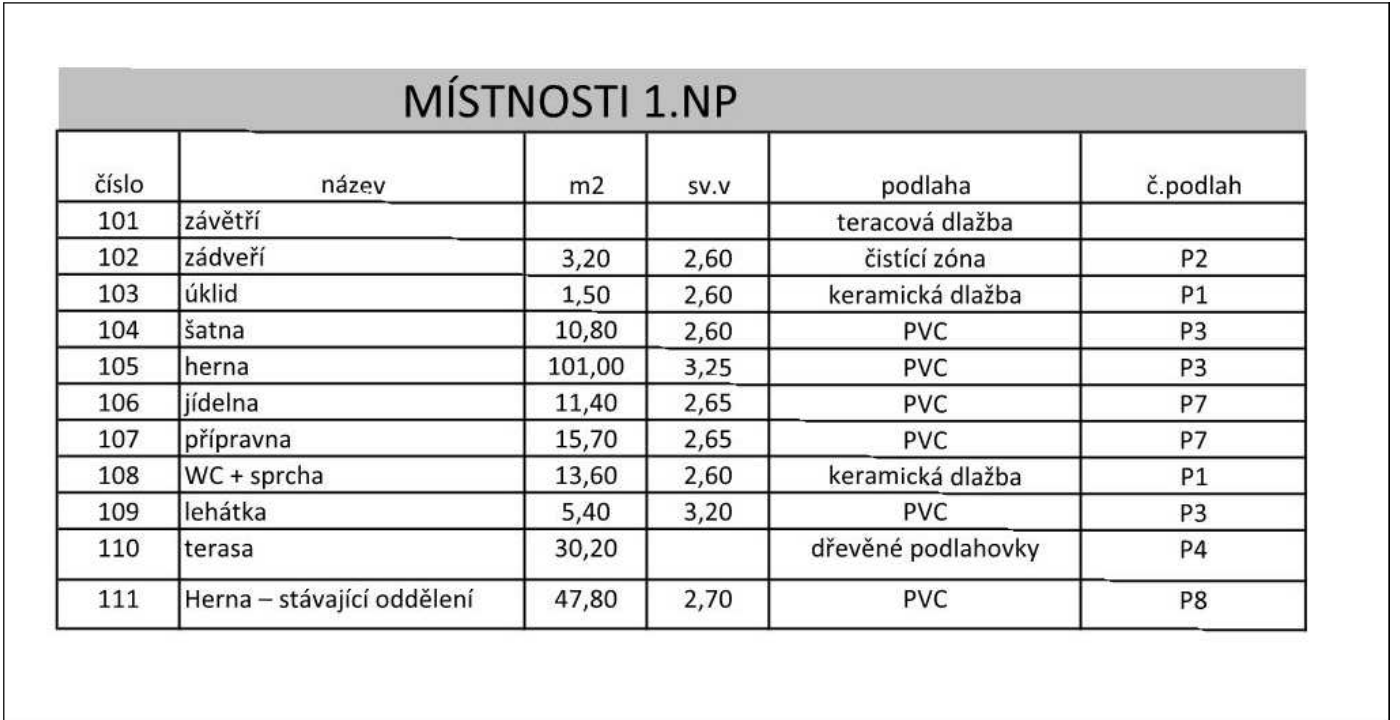 MÍSTNOSTI 1.NP
číslo název m2 sv.v podlaha č.podlah
101 závětří teracová dlažba
102 zádveří 3,20 2,60 čistící zóna P2
103 úklid 1,50 2,60 keramická dlažba P1
104 šatna 10,80 2,60 PVC P3
105 herna 101,00 3,25 PVC P3
106 jídelna 11,40 2,65 PVC P7
107 přípravna 15,70 2,65 PVC P7
108 WC + sprcha 13,60 2,60 keramická dlažba P1
109 lehátka 5,40 3,20 PVC P3
110 terasa 30,20 dřevěné podlahovky P4
111 Herna – stávající oddělení 47,80 2,70 PVC P8